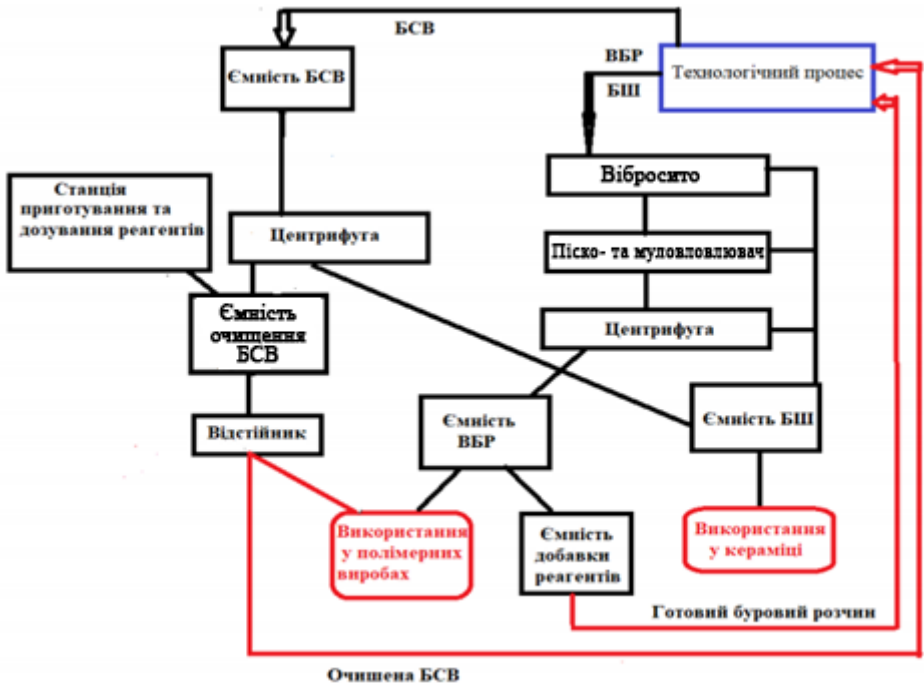 БСВ
Ємність БСВ
ВБР
БШ
Технологічний процес
Вібросито
Станція
приготування та
дозування реагентів
Центрифуга
Піско- та муловловлювач
Ємність
очищення
БСВ
Центрифуга
Відстійник
Ємність
ВБР
Ємність БШ
Використання
у полімерних
виробах
Ємність
добавки
реагентів
Використання
у кераміці
Готовий буровий розчин
Очишена БСВ